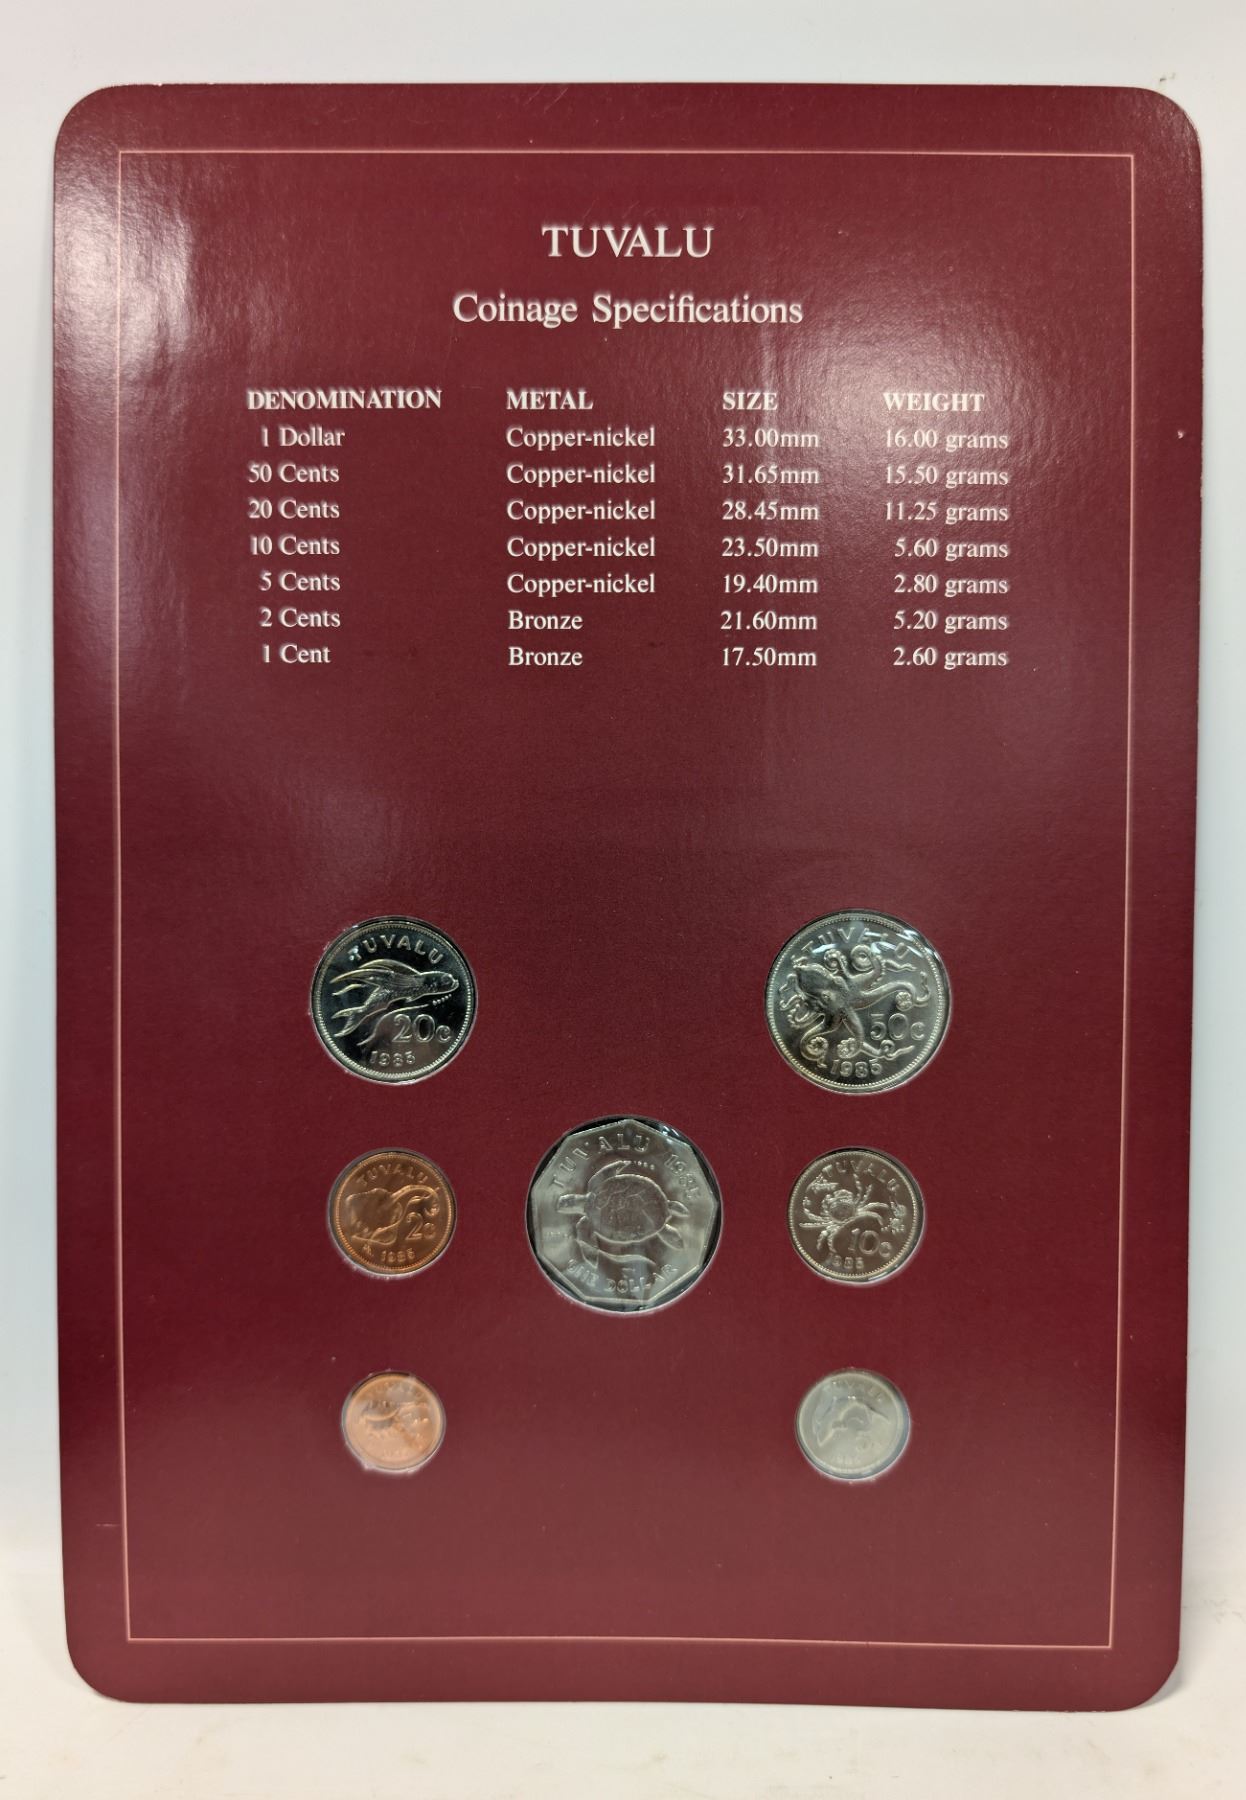 TUVALU
Coinage Specifications
DENOMINATION METAL SIZE WEIGHT
1 Dollar Copper-nickel 33.00mm 16.00 grams
50 Cents Copper-nickel 31.65mm 15.50 grams
20 Cents Copper-nickel 28.45mm 11.25 grams
10 Cents Copper-nickel 23.50mm 5.60 grams
5 Cents Copper-nickel 19.40mm 2.80 grams
2 Cents Bronze 21.60mm 5.20 grams
1 Cent Bronze 17.50mm 2.60 grams
TUVALU
20c
1985
TUVALU
50c
1985
TUVALU
2c
1985
TUVALU 1985
ONE DOLLAR
TUVALU
10c
1985
5